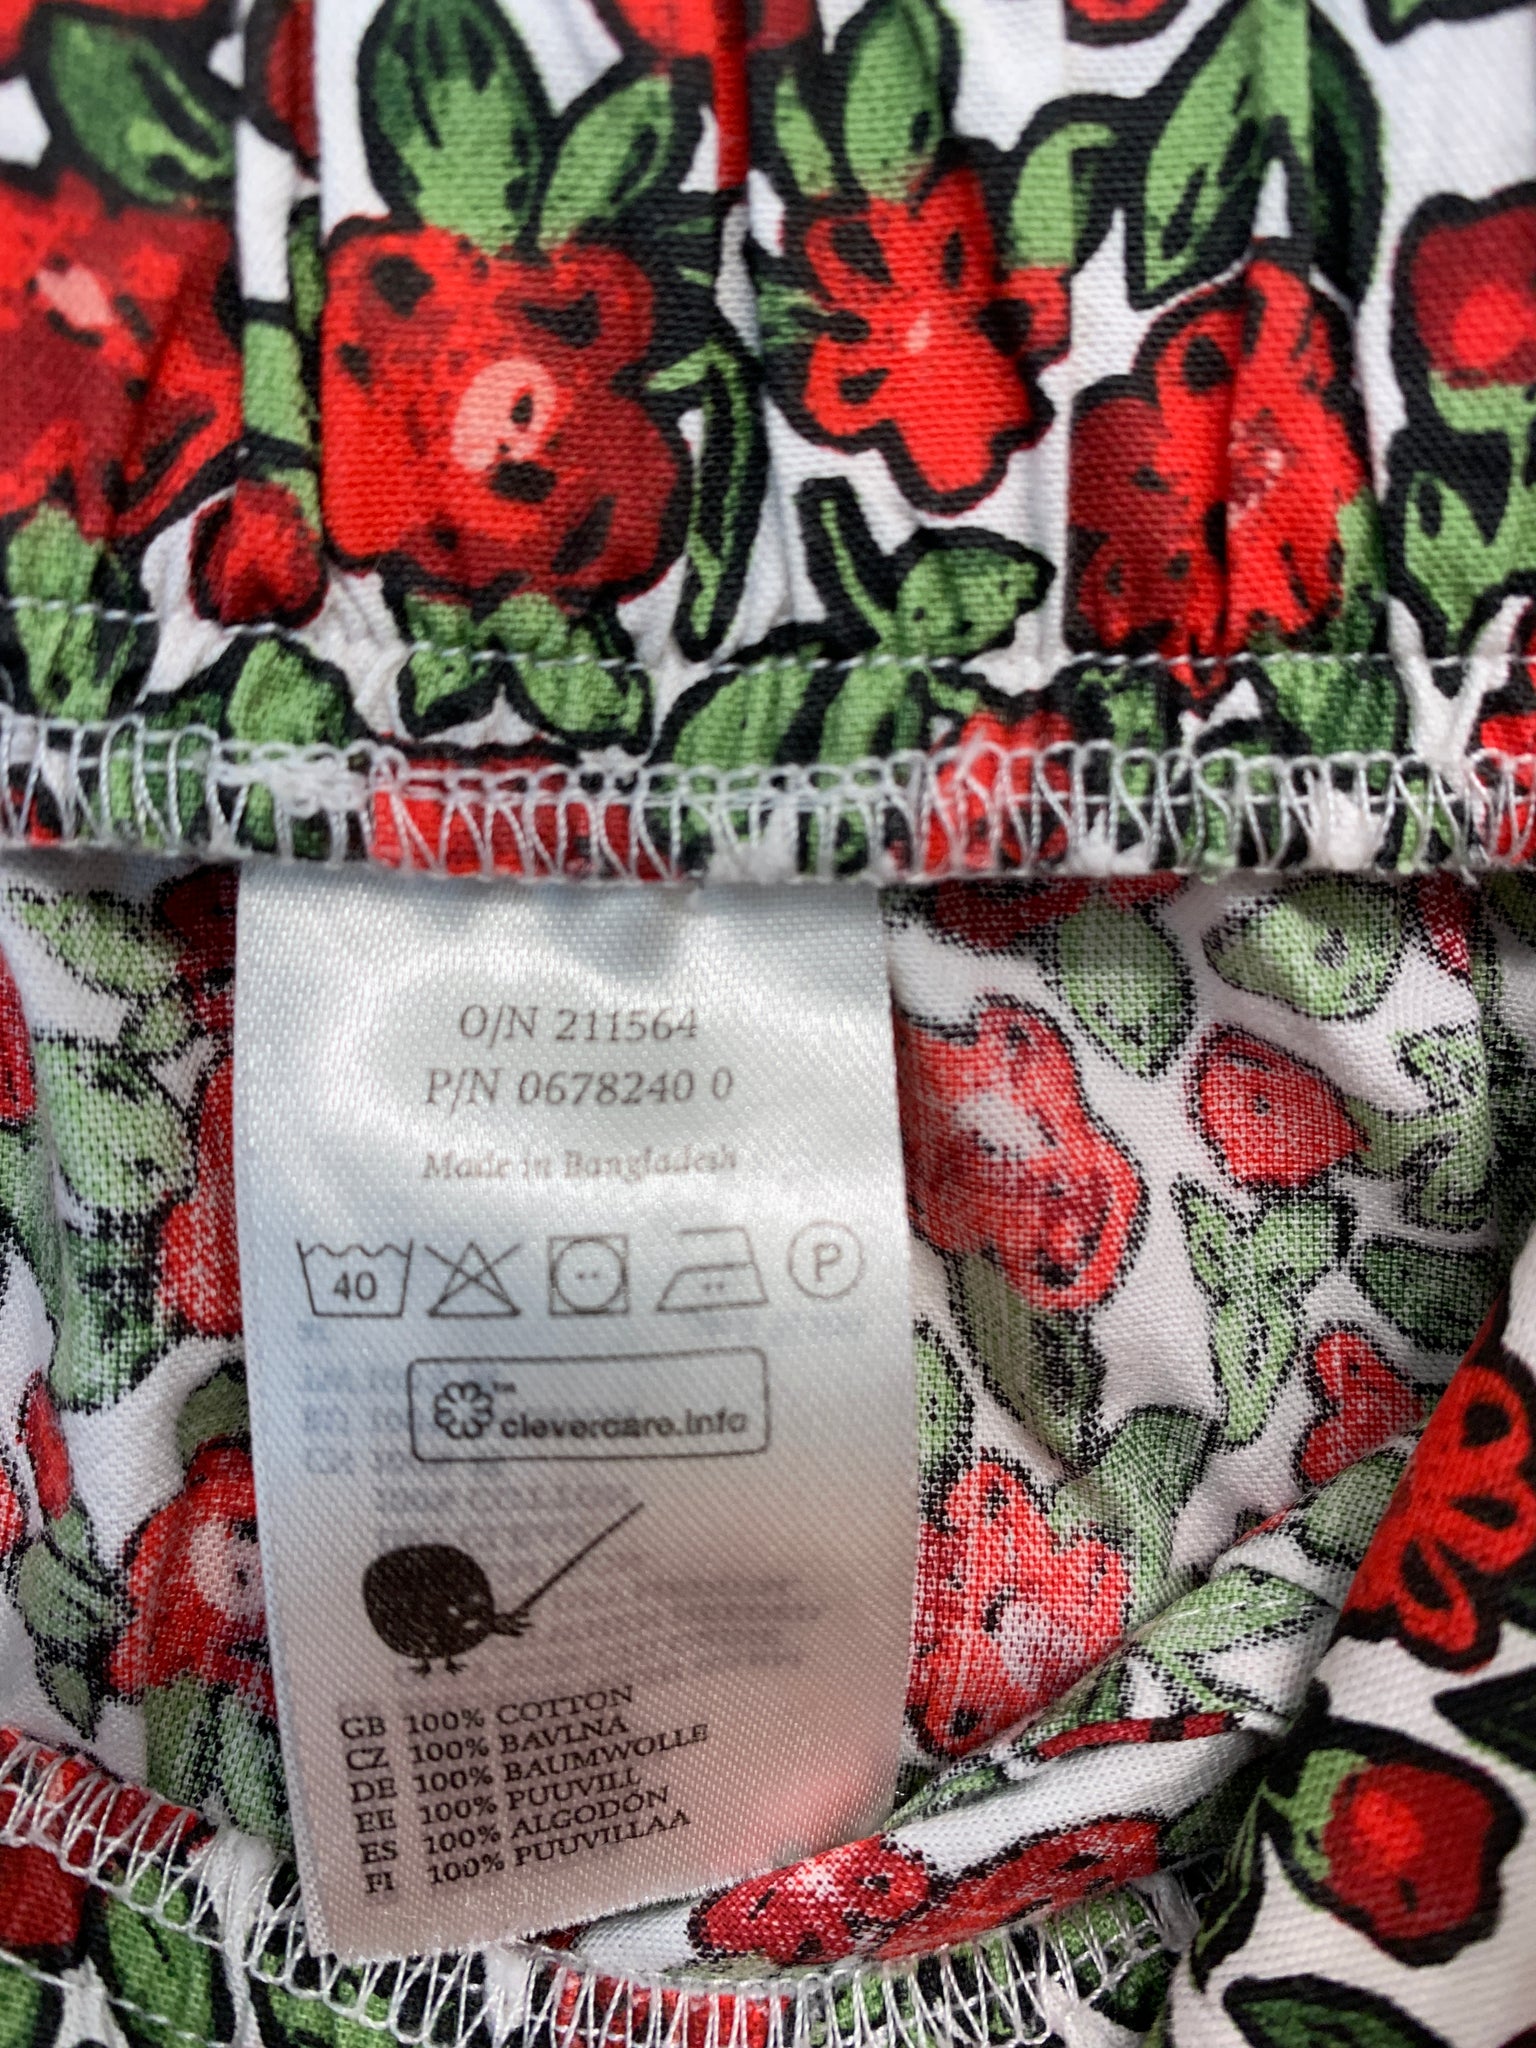 O/N 211564
P/N 0678240 0
Made in Bangladesh
40 P
clevercare.info™
GB 100% COTTON
CZ 100% BAVLNA
DE 100% BAUMWOLLE
EE 100% PUUVILL
ES 100% ALGODÓN
FI 100% PUUVILLAA